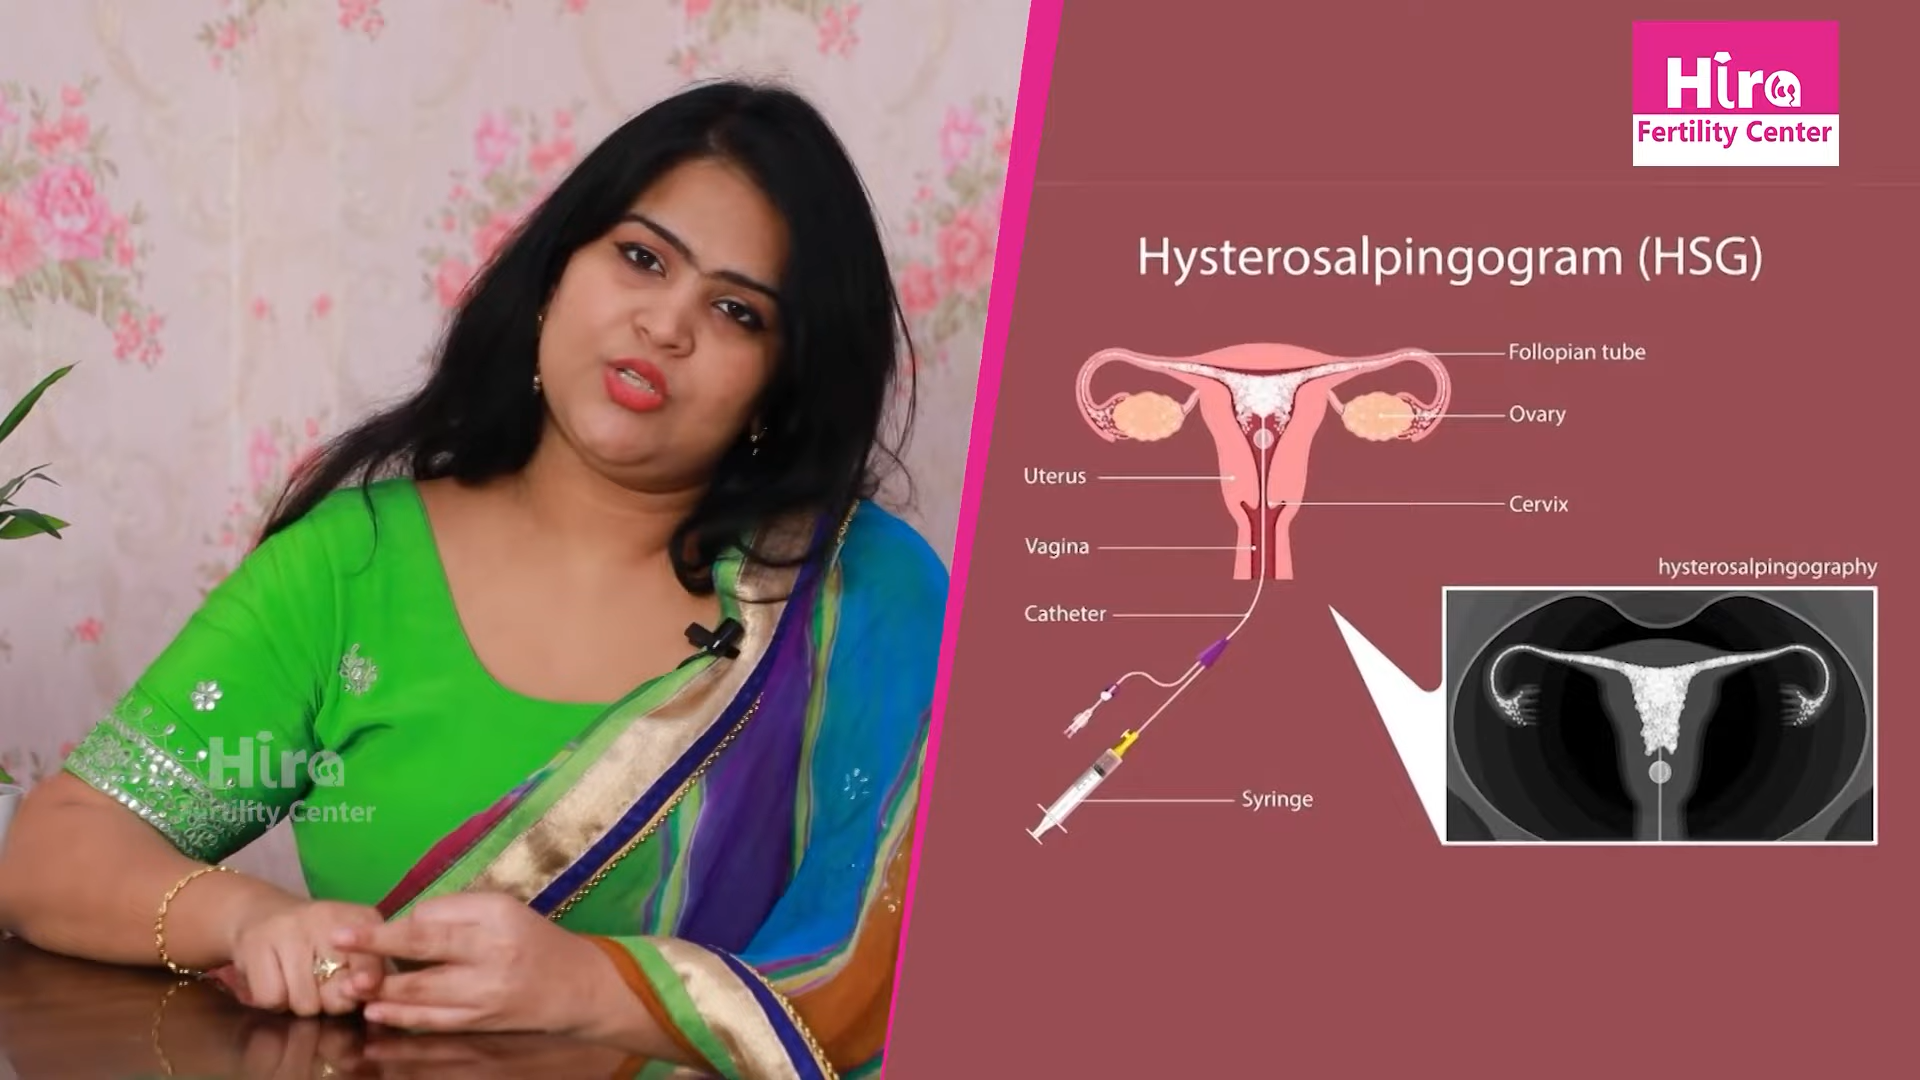 Hira
Fertility Center
Hysterosalpingogram (HSG)
Follopian tube
Ovary
Uterus
Cervix
Vagina
hysterosalpingography
Catheter
Syringe
Hira
Fertility Center